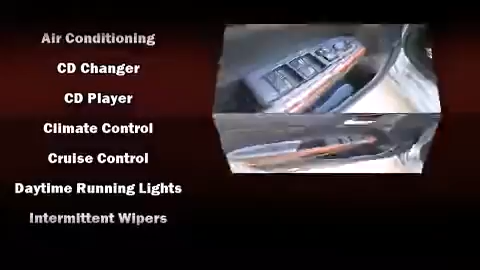 Air Conditioning
CD Changer
CD Player
Climate Control
Cruise Control
Daytime Running Lights
Intermittent Wipers